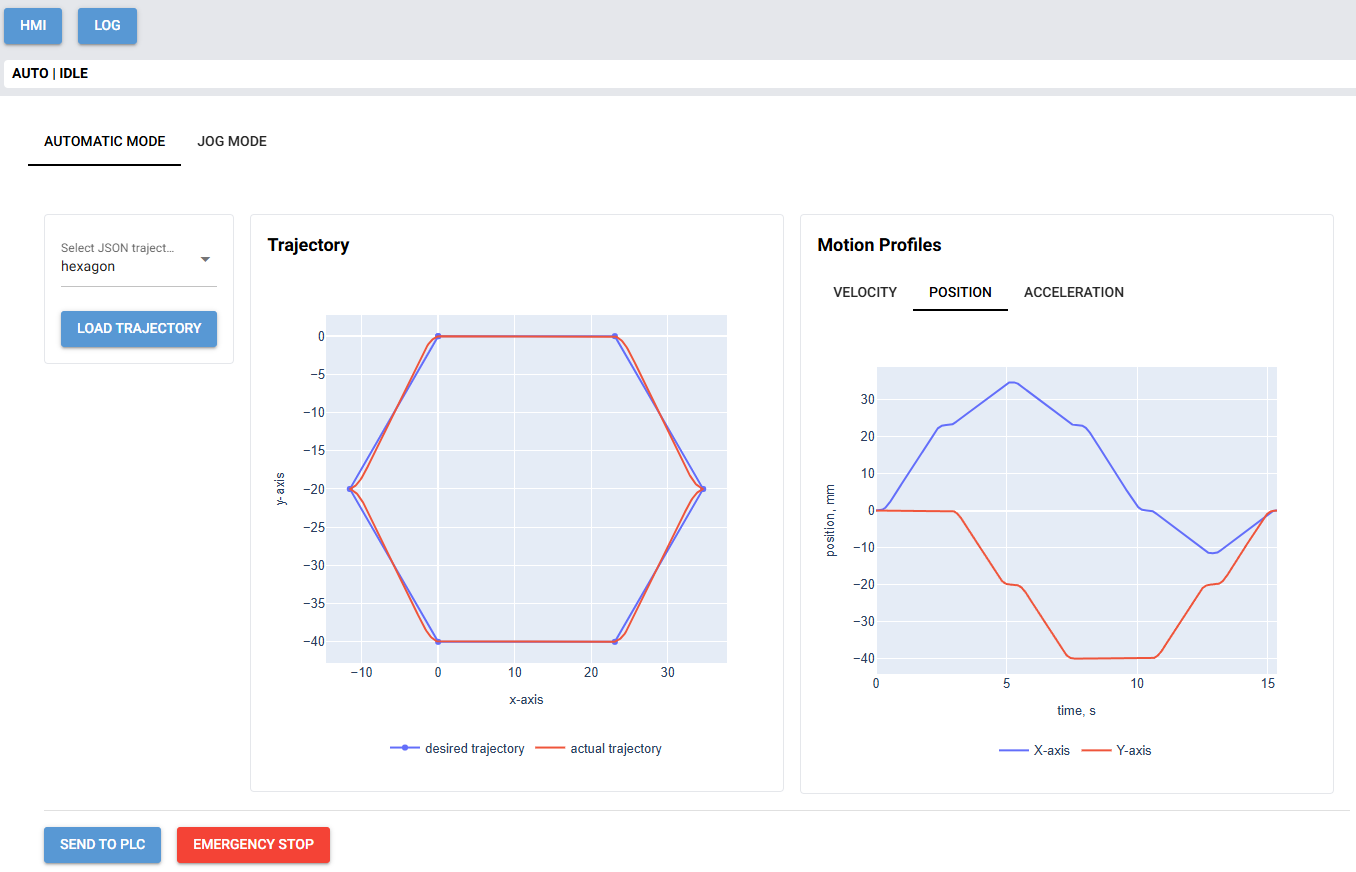 HMI LOG
AUTO | IDLE
AUTOMATIC MODE JOG MODE
Select JSON traject...
hexagon
LOAD TRAJECTORY
Trajectory
0
−5
−10
−15
−20
−25
−30
−35
−40
y-axis
−10 0 10 20 30
x-axis
desired trajectory actual trajectory
Motion Profiles
VELOCITY POSITION ACCELERATION
30
20
10
0
−10
−20
−30
−40
position, mm
0 5 10 15
time, s
X-axis Y-axis
SEND TO PLC EMERGENCY STOP